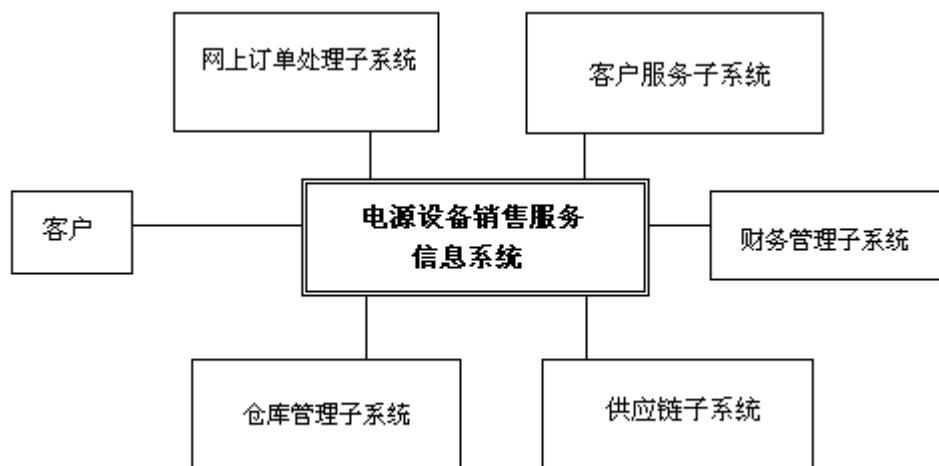 网上订单处理子系统
客户服务子系统
客户
电源设备销售服务
信息系统
财务管理子系统
仓库管理子系统
供应链子系统